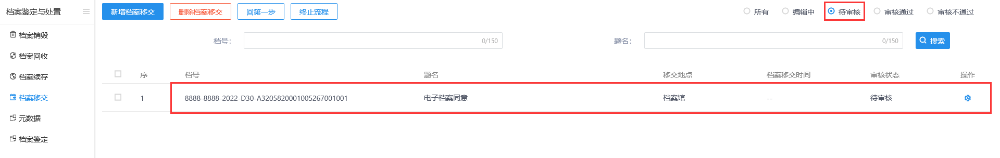 档案鉴定与处置
档案销毁
档案回收
档案续存
档案移交
元数据
档案鉴定
新增档案移交 删除档案移交 回第一步 终止流程 所有 编辑中 待审核 审核通过 审核不通过
档号： 0/150 题名： 0/150 搜索
序 档号 题名 移交地点 档案移交时间 审核状态 操作
1 8888-8888-2022-D30-A3205820001005267001001 电子档案同意 档案馆 -- 待审核